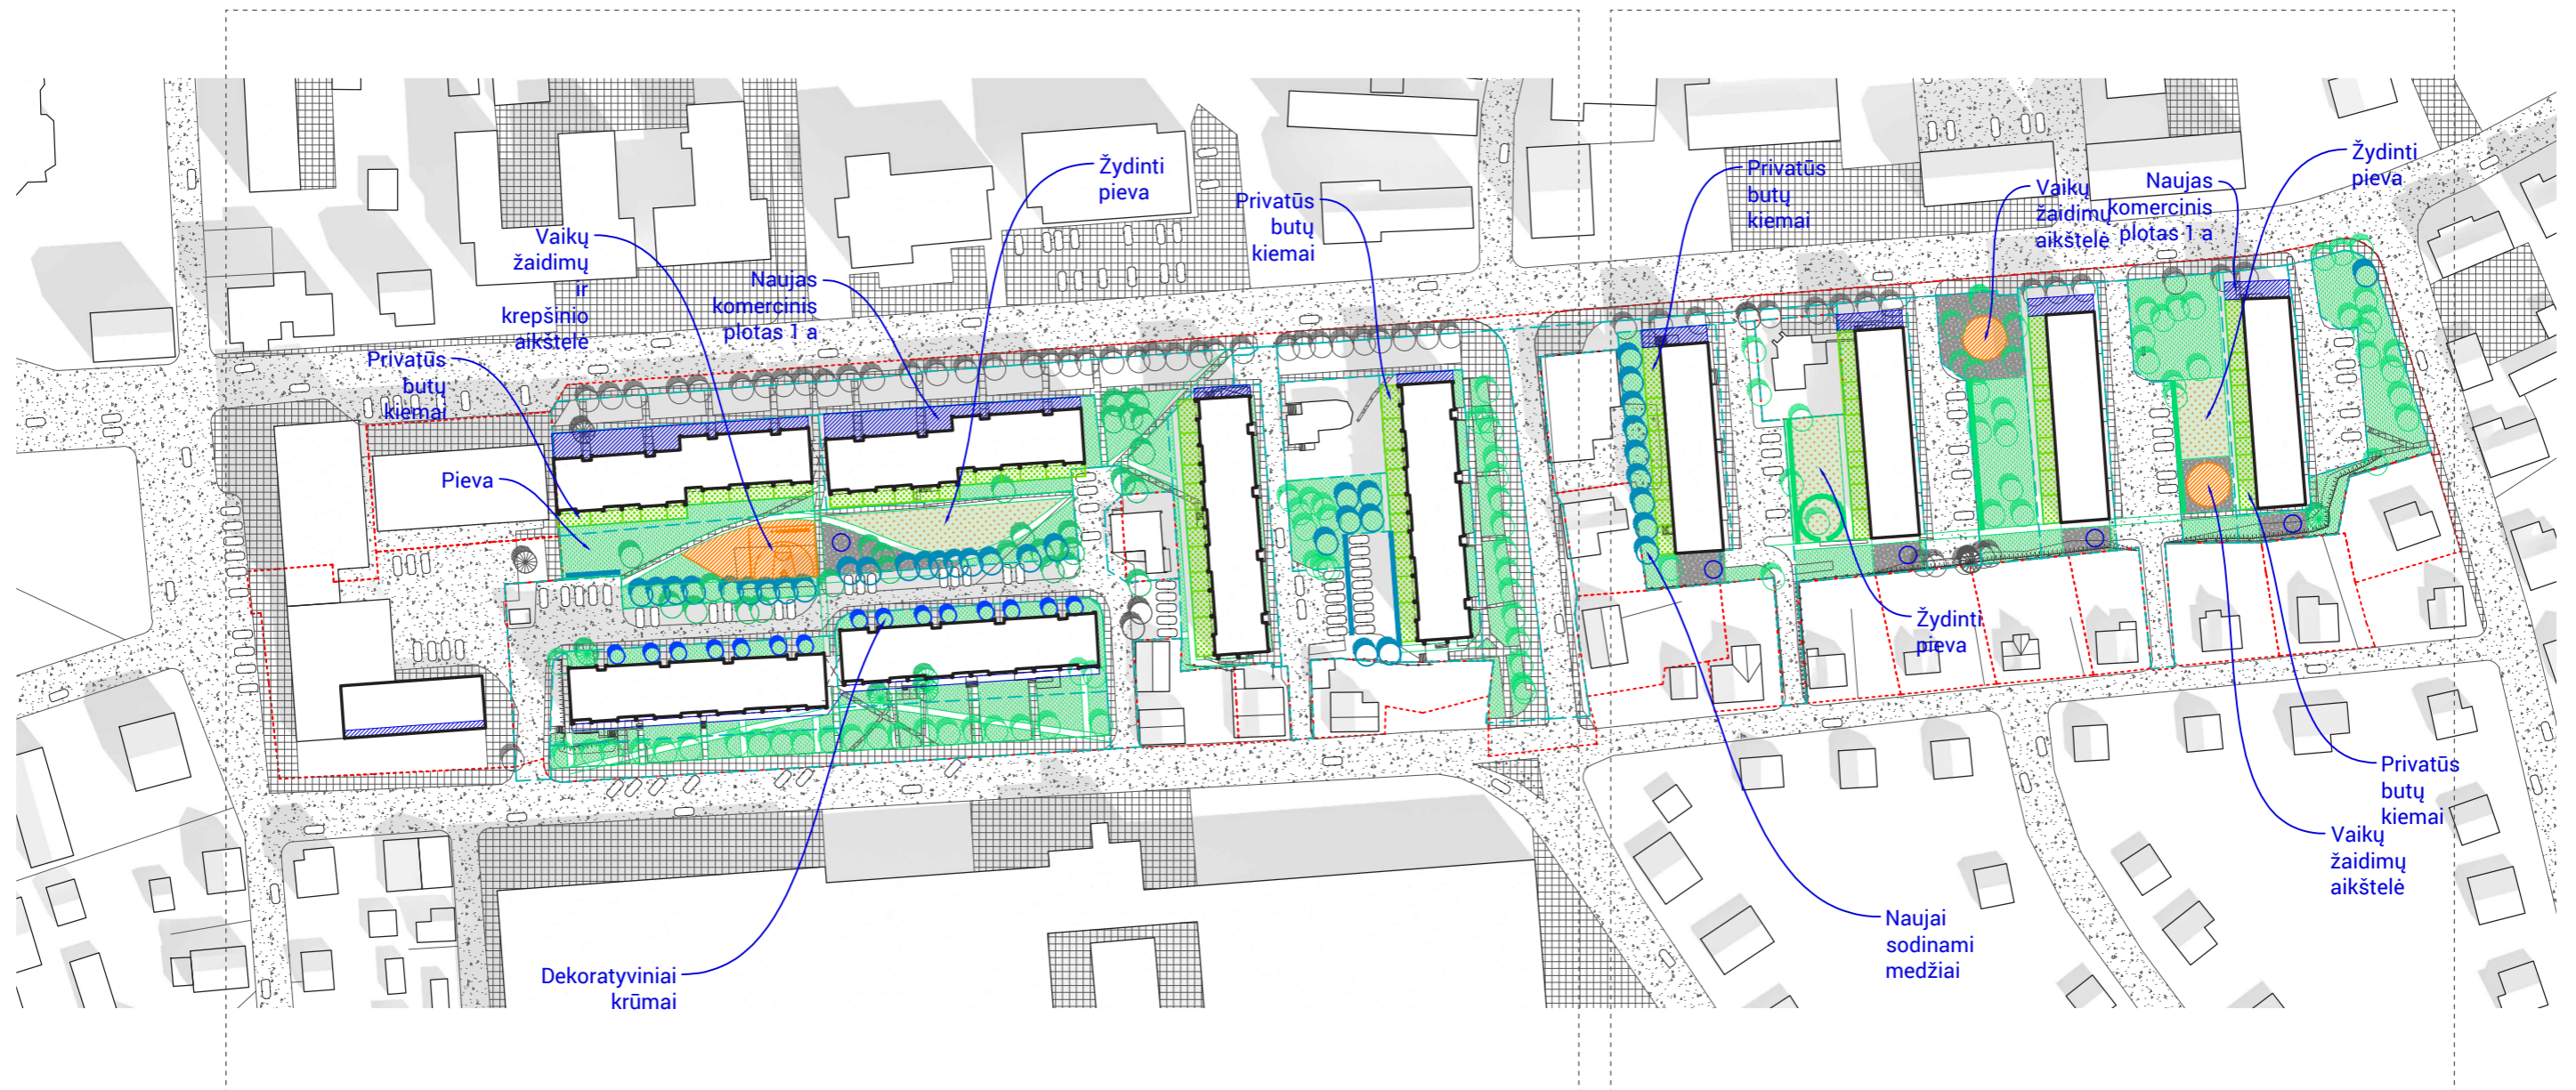 Žydinti
pieva
Privatūs
butų
kiemai
Vaikų
žaidimų
ir
krepšinio
aikštelė
Naujas
komercinis
plotas 1 a
Privatūs
butų
kiemai
Pieva
Dekoratyviniai
krūmai
Privatūs
butų
kiemai
Vaikų
žaidimų
aikštelė
Naujas
komercinis
plotas 1 a
Žydinti
pieva
Žydinti
pieva
Naujai
sodinami
medžiai
Privatūs
butų
kiemai
Vaikų
žaidimų
aikštelė